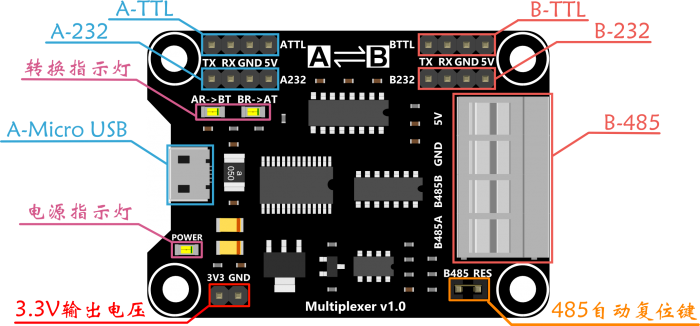 A-TTL
B-TTL
A-232
B-232
转换指示灯
A-Micro USB
B-485
电源指示灯
3.3V输出电压
485自动复位键
ATTL
A
B
BTTL
TX RX GND 5V
TX RX GND 5V
A232
B232
AR->BT BR->AT
5V
GND
B485B
B485A
a
050
POWER
3V3 GND
B485 RES
Multiplexer v1.0